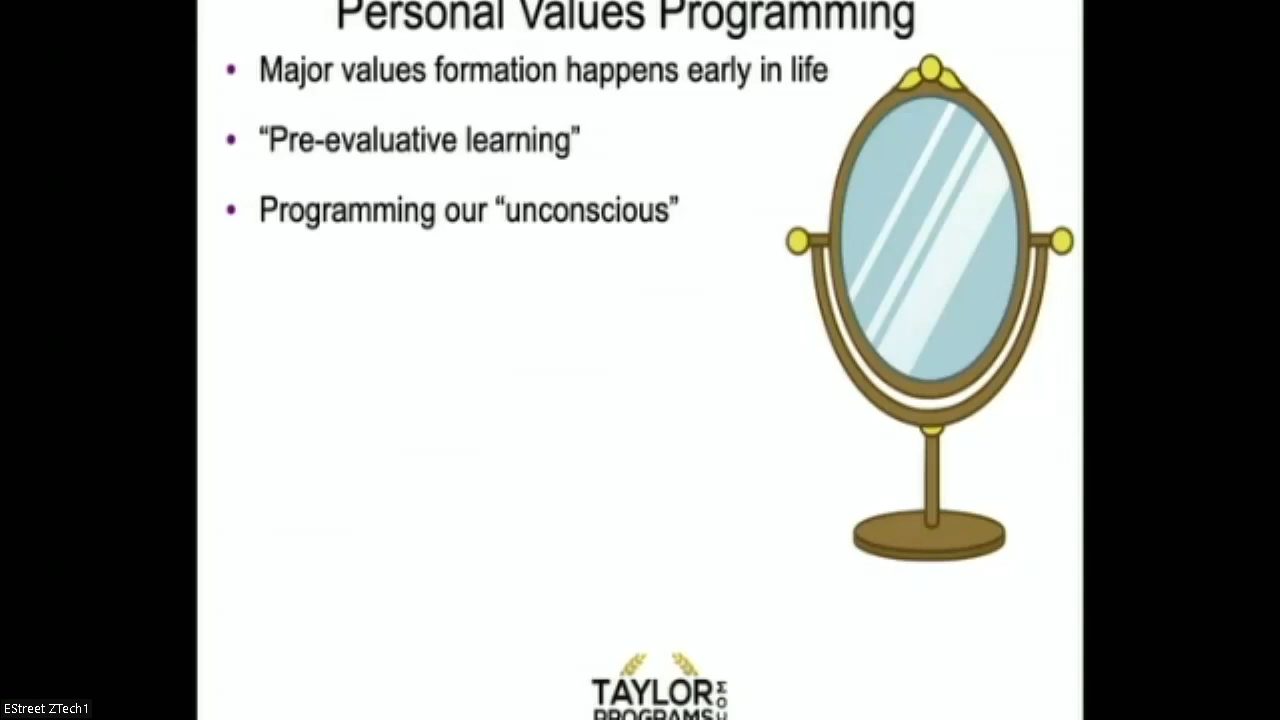 Personal Values Programming
• Major values formation happens early in life
• “Pre-evaluative learning”
• Programming our “unconscious”
TAYLOR
PROGRAMS
EStreet ZTech1